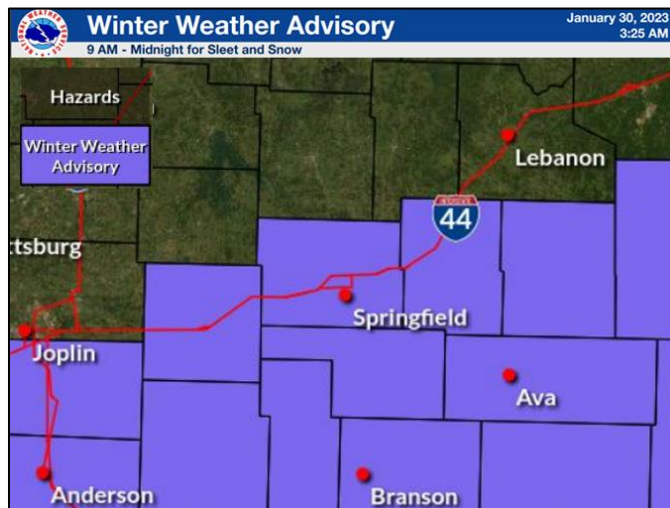 Winter Weather Advisory
January 30, 2023
3:25 AM
9 AM - Midnight for Sleet and Snow
Hazards
Winter Weather
Advisory
Lebanon
44
ttsburg
Springfield
Joplin
Ava
Anderson
Branson